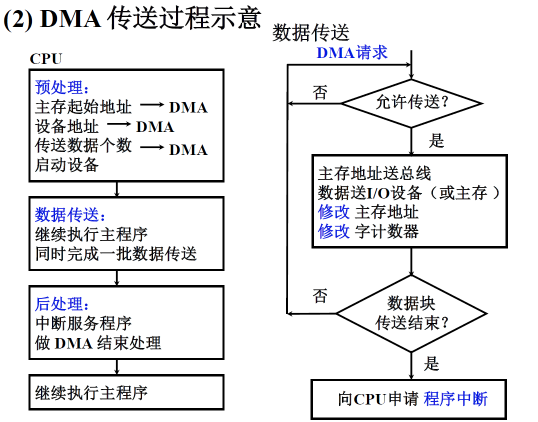 (2) DMA 传送过程示意
CPU
预处理：
主存起始地址 → DMA
设备地址 → DMA
传送数据个数 → DMA
启动设备
数据传送：
继续执行主程序
同时完成一批数据传送
后处理：
中断服务程序
做 DMA 结束处理
继续执行主程序
数据传送
DMA请求
否
允许传送？
是
主存地址送总线
数据送I/O设备（或主存）
修改 主存地址
修改 字计数器
否
数据块
传送结束？
是
向CPU申请 程序中断